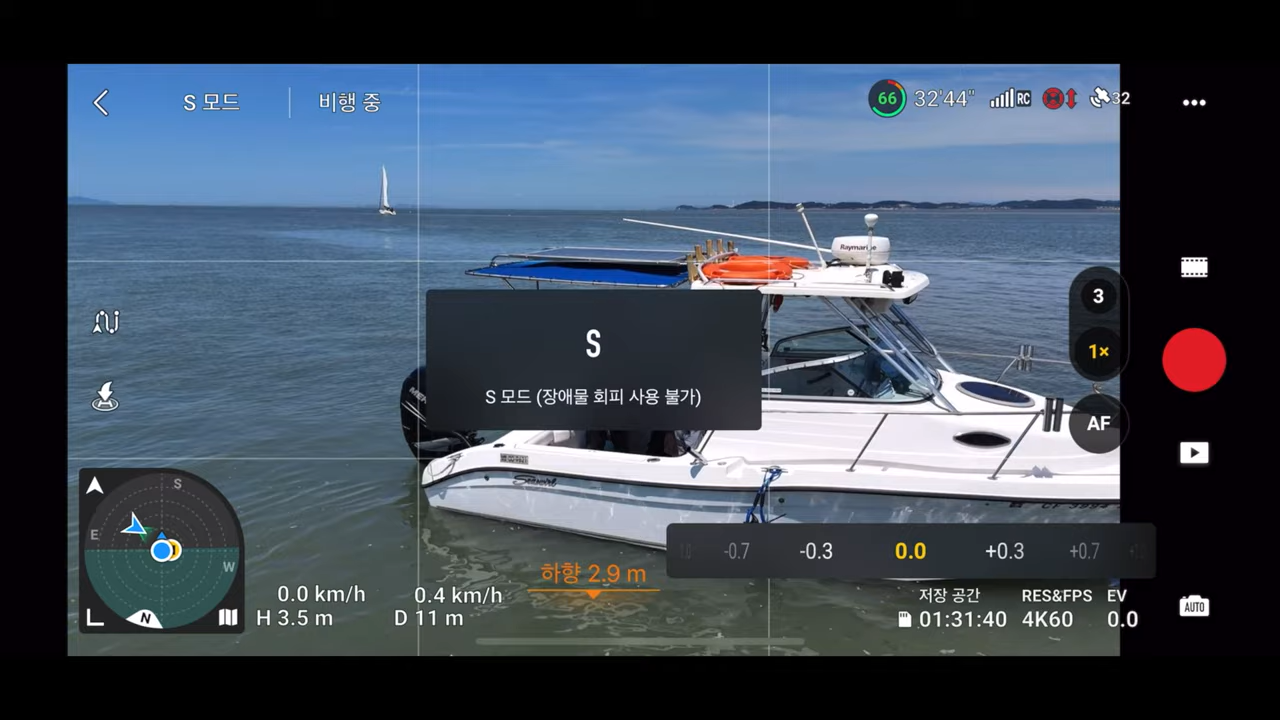 S 모드
비행 중
66
32'44"
RC
32
Raymarine
3
1×
S
S 모드 (장애물 회피 사용 불가)
AF
S
E
W
N
-0.7
-0.3
0.0
+0.3
+0.7
하향 2.9 m
0.0 km/h
0.4 km/h
H 3.5 m
D 11 m
저장 공간
RES&FPS
EV
01:31:40
4K60
0.0
AUTO